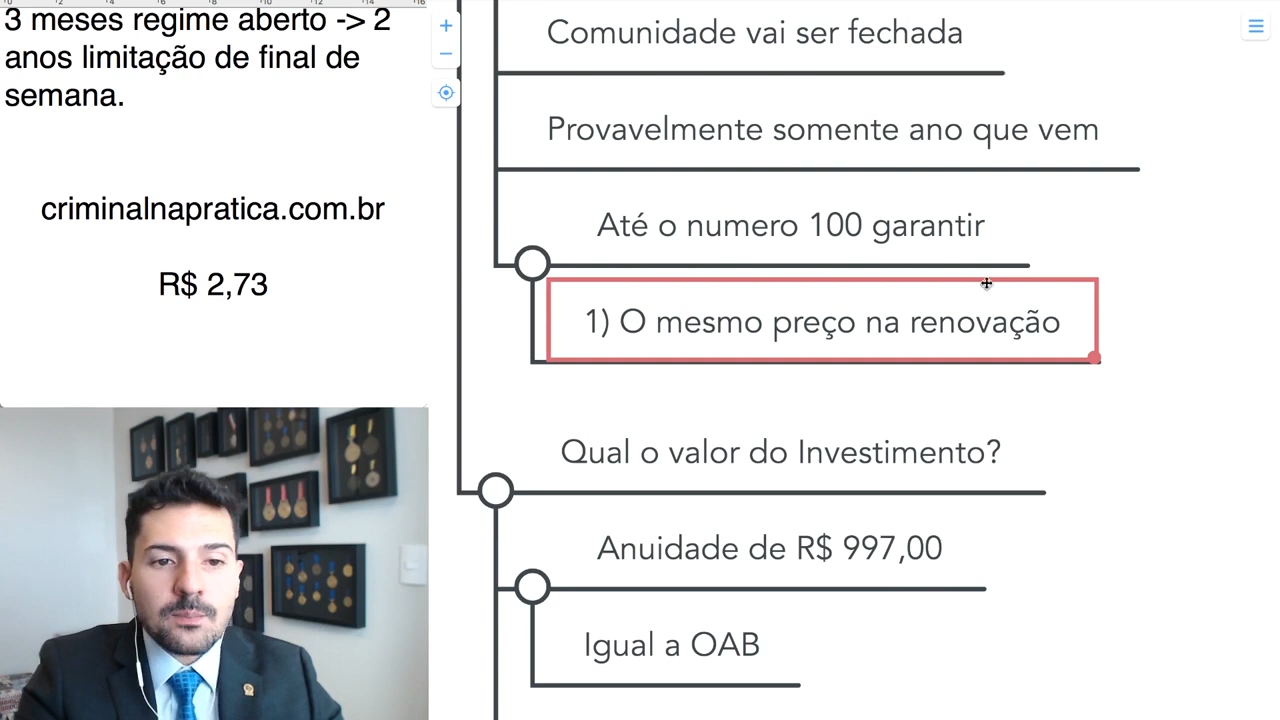 3 meses regime aberto -> 2
anos limitação de final de
semana.
criminalnapratica.com.br
R$ 2,73
Comunidade vai ser fechada
Provavelmente somente ano que vem
Até o numero 100 garantir
1) O mesmo preço na renovação
Qual o valor do Investimento?
Anuidade de R$ 997,00
Igual a OAB